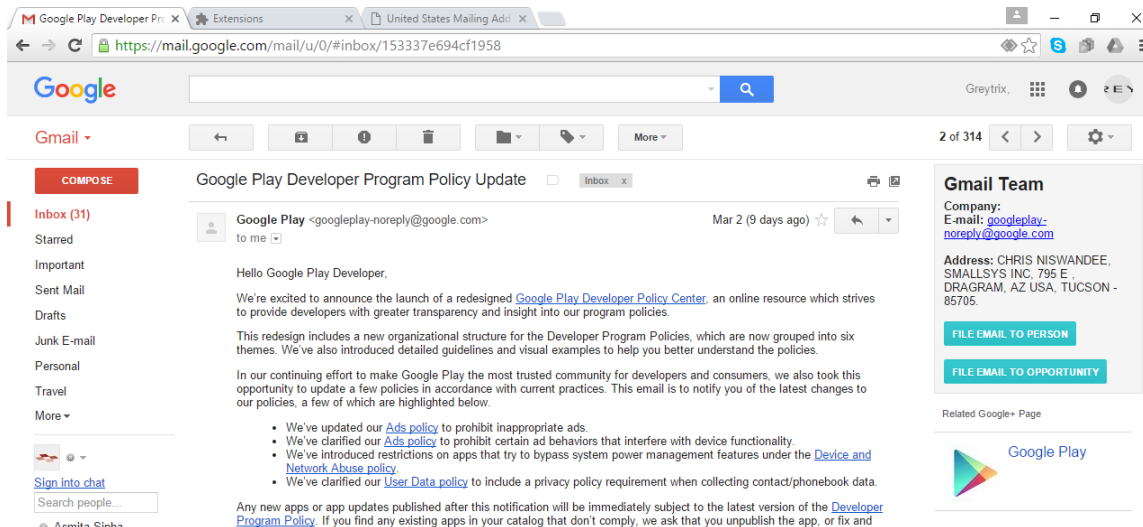 Google Play Developer Pro
Extensions
United States Mailing Add
https://mail.google.com/mail/u/0/#inbox/153337e694cf1958
Google
Greytrix,
Gmail
More
2 of 314
COMPOSE
Inbox (31)
Starred
Important
Sent Mail
Drafts
Junk E-mail
Personal
Travel
More
Sign into chat
Search people...
Asmita Sinha
Google Play Developer Program Policy Update
Inbox x
Google Play <googleplay-noreply@google.com>
Mar 2 (9 days ago)
to me
Hello Google Play Developer,
We're excited to announce the launch of a redesigned Google Play Developer Policy Center, an online resource which strives
to provide developers with greater transparency and insight into our program policies.
This redesign includes a new organizational structure for the Developer Program Policies, which are now grouped into six
themes. We've also introduced detailed guidelines and visual examples to help you better understand the policies.
In our continuing effort to make Google Play the most trusted community for developers and consumers, we also took this
opportunity to update a few policies in accordance with current practices. This email is to notify you of the latest changes to
our policies, a few of which are highlighted below.
• We've updated our Ads policy to prohibit inappropriate ads.
• We've clarified our Ads policy to prohibit certain ad behaviors that interfere with device functionality.
• We've introduced restrictions on apps that try to bypass system power management features under the Device and
Network Abuse policy.
• We've clarified our User Data policy to include a privacy policy requirement when collecting contact/phonebook data.
Any new apps or app updates published after this notification will be immediately subject to the latest version of the Developer
Program Policy. If you find any existing apps in your catalog that don't comply, we ask that you unpublish the app, or fix and
Gmail Team
Company:
E-mail: googleplay-
noreply@google.com
Address: CHRIS NISWANDEE,
SMALLSYS INC, 795 E ,
DRAGRAM, AZ USA, TUCSON -
85705.
FILE EMAIL TO PERSON
FILE EMAIL TO OPPORTUNITY
Related Google+ Page
Google Play